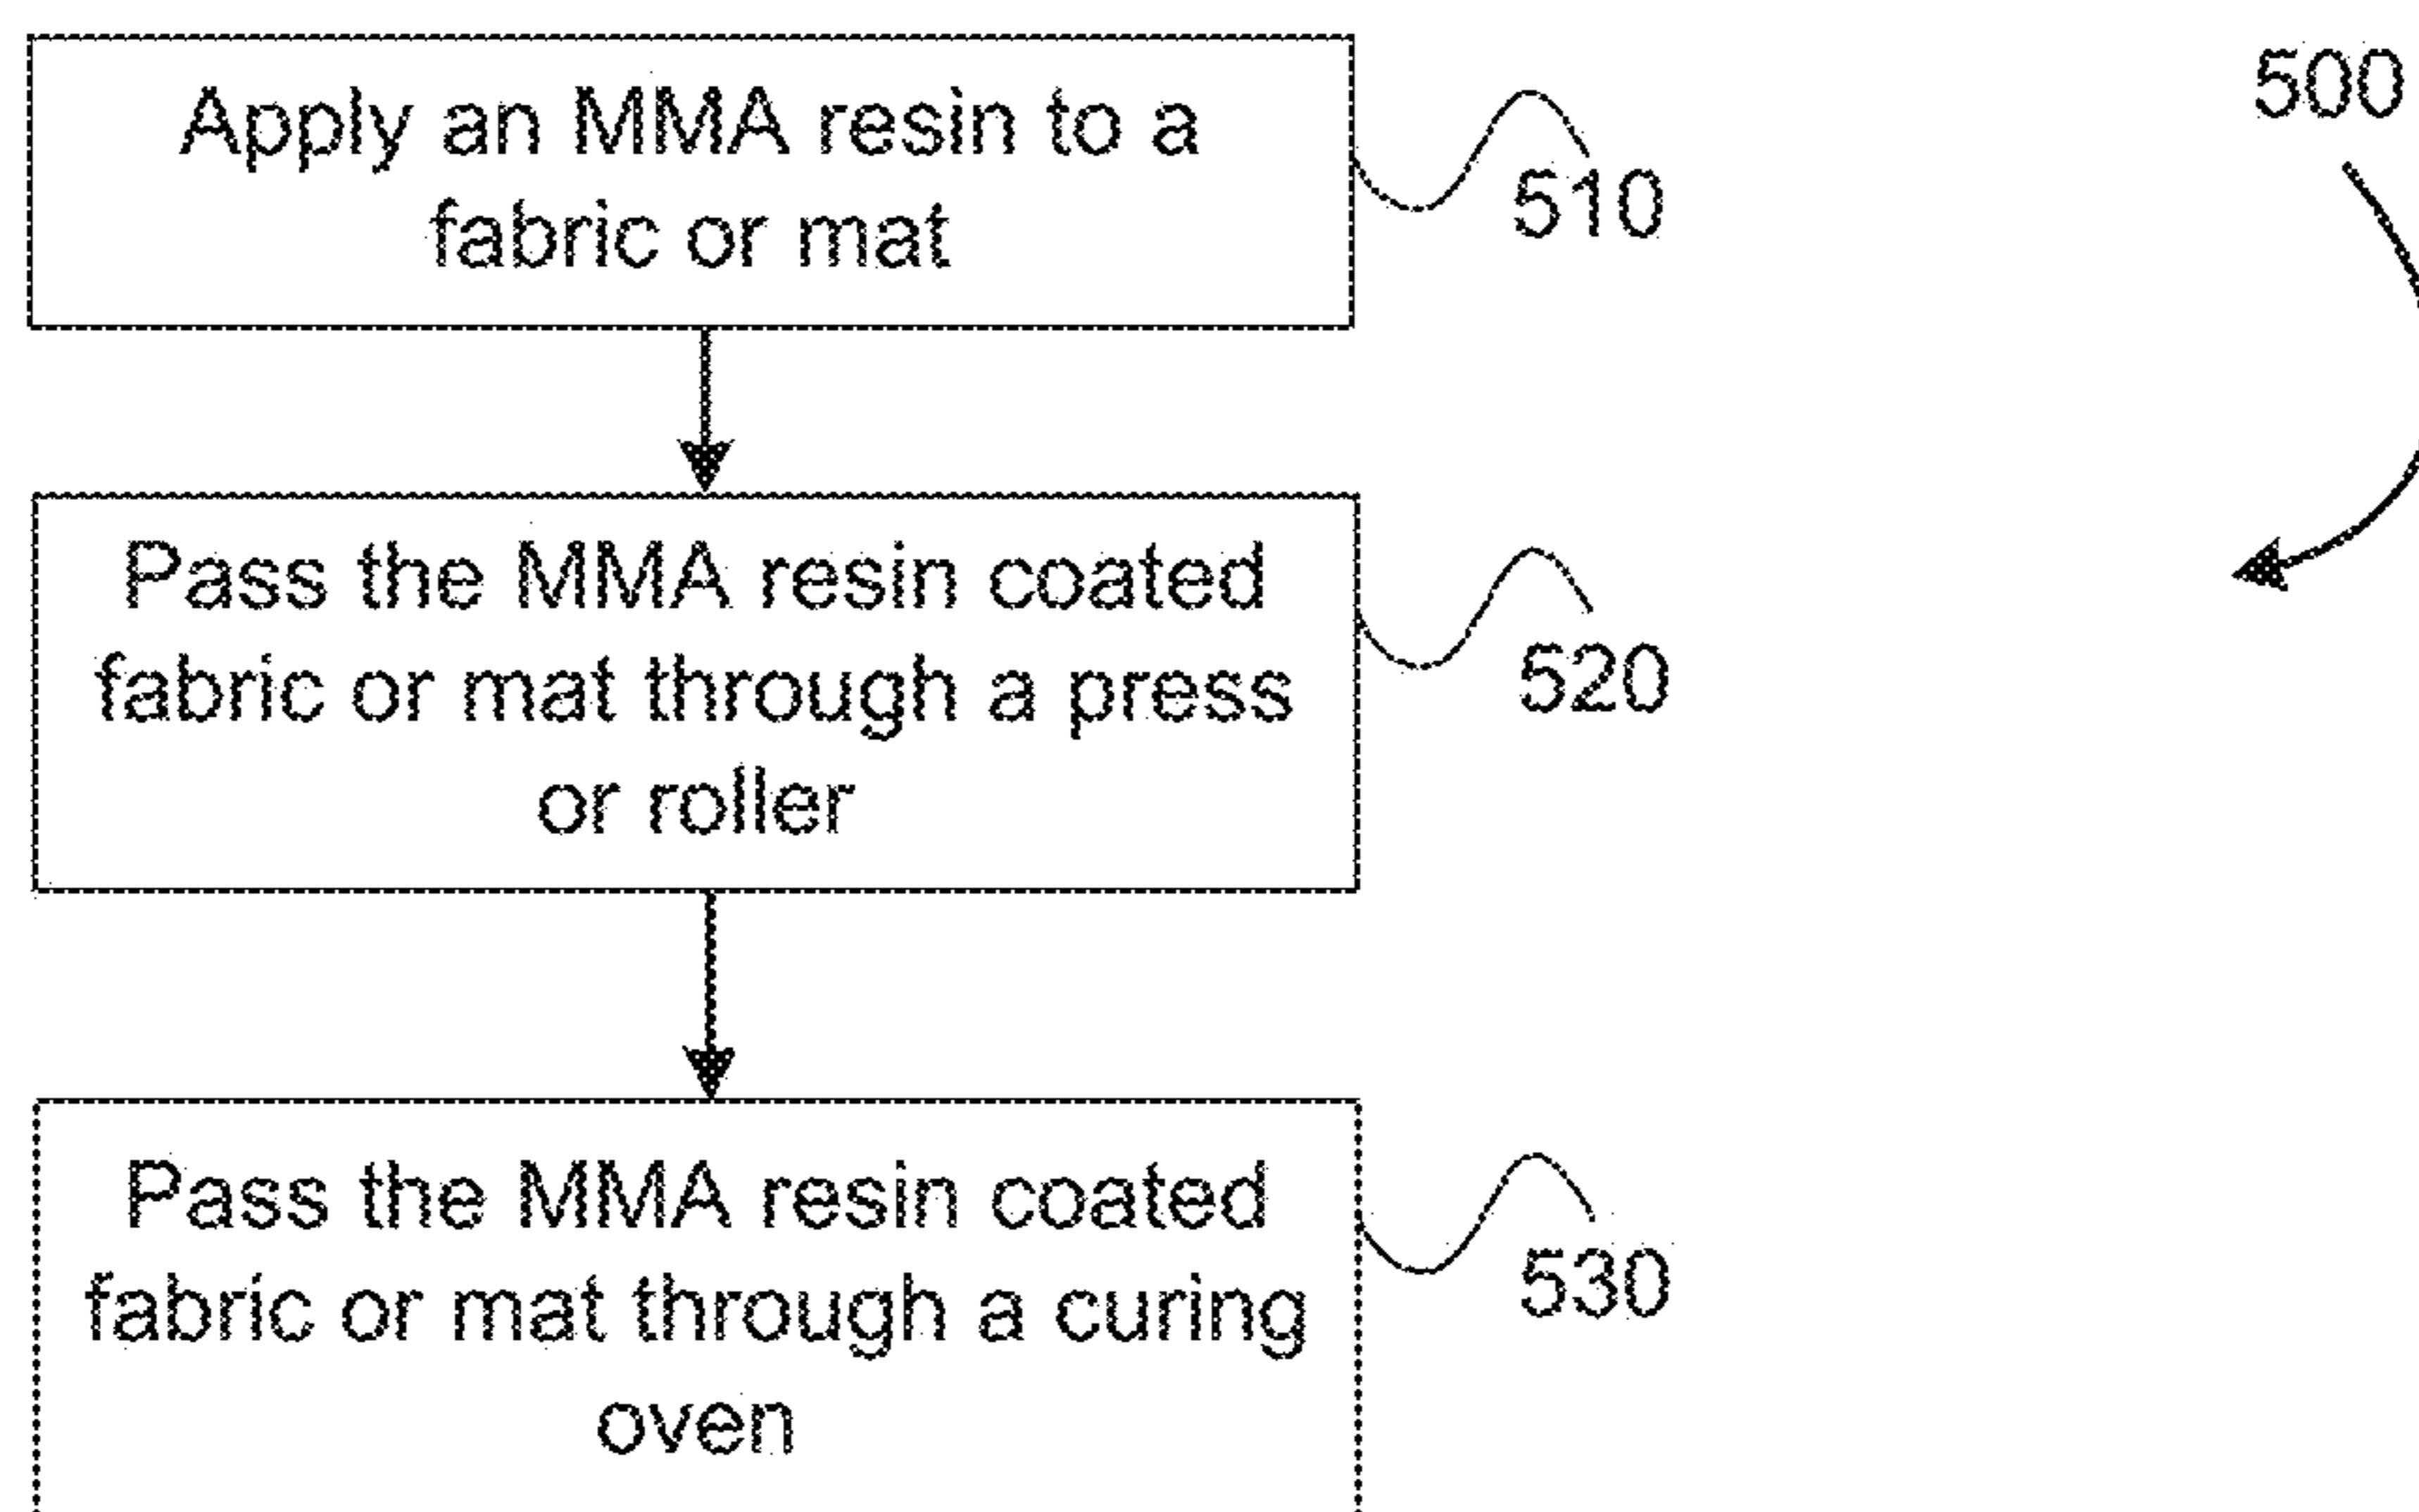 500
Apply an MMA resin to a
fabric or mat
510
Pass the MMA resin coated
fabric or mat through a press
or roller
520
Pass the MMA resin coated
fabric or mat through a curing
oven
530